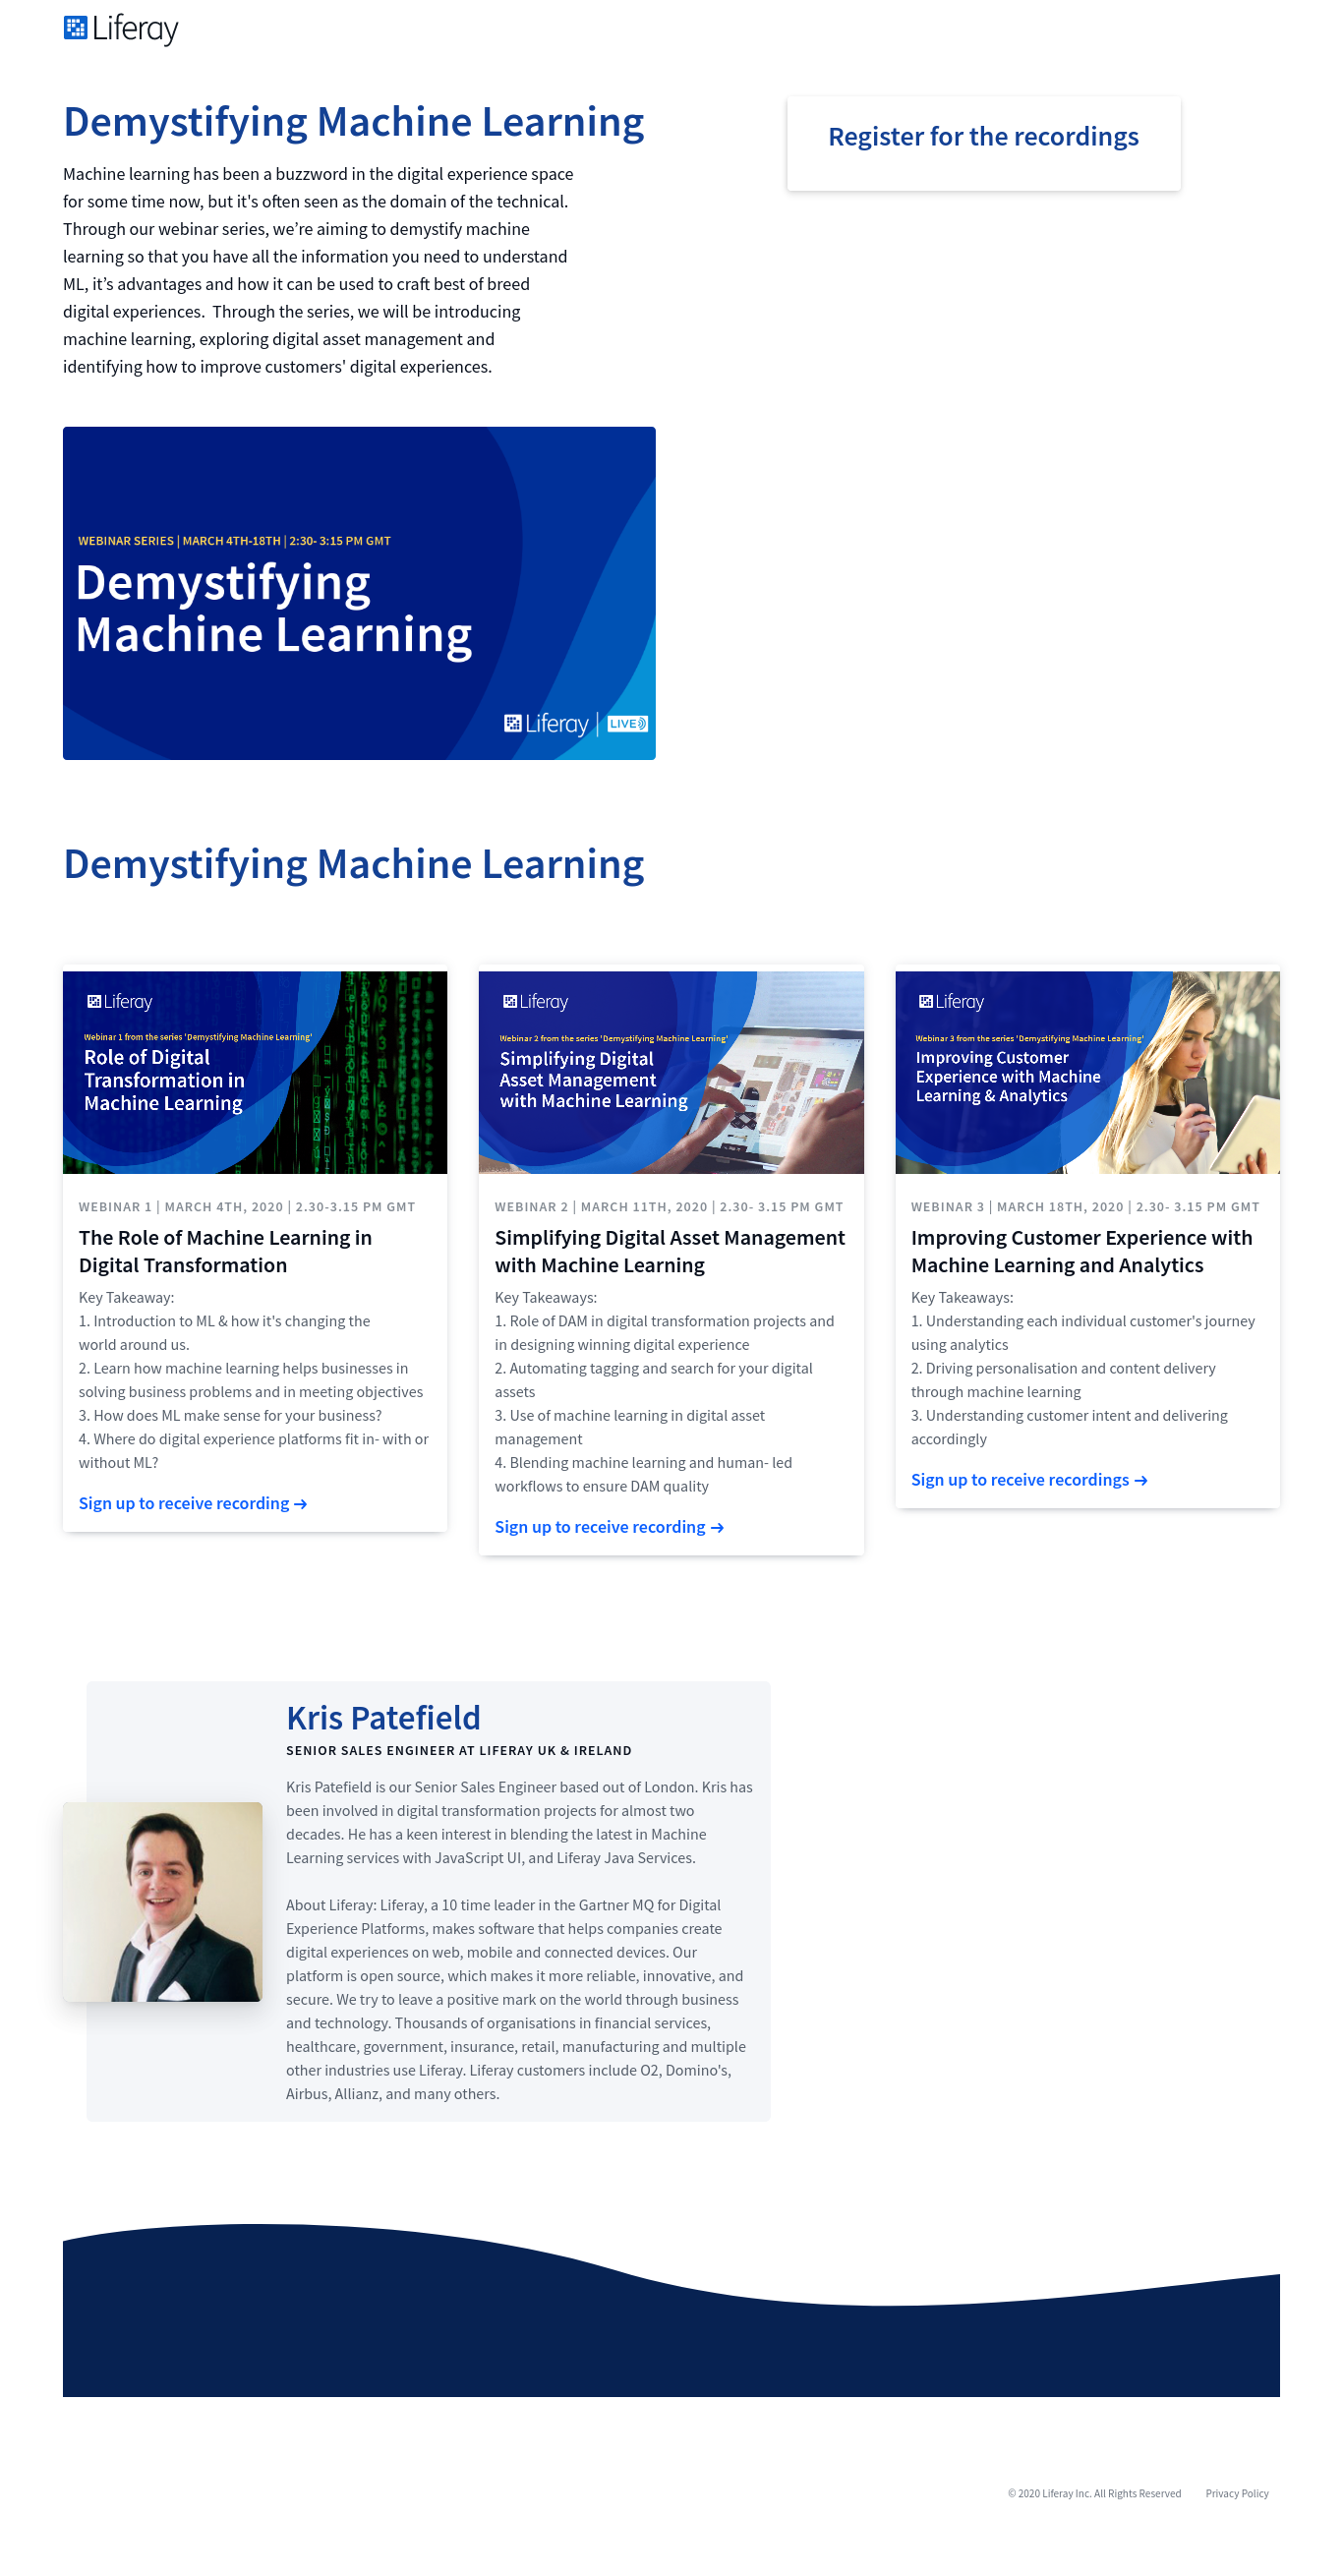 Liferay
Demystifying Machine Learning
Machine learning has been a buzzword in the digital experience space
for some time now, but it's often seen as the domain of the technical.
Through our webinar series, we’re aiming to demystify machine
learning so that you have all the information you need to understand
ML, it’s advantages and how it can be used to craft best of breed
digital experiences.  Through the series, we will be introducing
machine learning, exploring digital asset management and
identifying how to improve customers' digital experiences.
Register for the recordings
WEBINAR SERIES | MARCH 4TH-18TH | 2:30- 3:15 PM GMT
Demystifying
Machine Learning
Liferay | LIVE
Demystifying Machine Learning
Liferay
Webinar 1 from the series 'Demystifying Machine Learning'
Role of Digital
Transformation in
Machine Learning
WEBINAR 1 | MARCH 4TH, 2020 | 2.30-3.15 PM GMT
The Role of Machine Learning in
Digital Transformation
Key Takeaway:
1. Introduction to ML & how it's changing the
world around us.
2. Learn how machine learning helps businesses in
solving business problems and in meeting objectives
3. How does ML make sense for your business?
4. Where do digital experience platforms fit in- with or
without ML?
Sign up to receive recording →
Liferay
Webinar 2 from the series 'Demystifying Machine Learning'
Simplifying Digital
Asset Management
with Machine Learning
WEBINAR 2 | MARCH 11TH, 2020 | 2.30- 3.15 PM GMT
Simplifying Digital Asset Management
with Machine Learning
Key Takeaways:
1. Role of DAM in digital transformation projects and
in designing winning digital experience
2. Automating tagging and search for your digital
assets
3. Use of machine learning in digital asset
management
4. Blending machine learning and human- led
workflows to ensure DAM quality
Sign up to receive recording →
Liferay
Webinar 3 from the series 'Demystifying Machine Learning'
Improving Customer
Experience with Machine
Learning & Analytics
WEBINAR 3 | MARCH 18TH, 2020 | 2.30- 3.15 PM GMT
Improving Customer Experience with
Machine Learning and Analytics
Key Takeaways:
1. Understanding each individual customer's journey
using analytics
2. Driving personalisation and content delivery
through machine learning
3. Understanding customer intent and delivering
accordingly
Sign up to receive recordings →
Kris Patefield
SENIOR SALES ENGINEER AT LIFERAY UK & IRELAND
Kris Patefield is our Senior Sales Engineer based out of London. Kris has
been involved in digital transformation projects for almost two
decades. He has a keen interest in blending the latest in Machine
Learning services with JavaScript UI, and Liferay Java Services.
About Liferay: Liferay, a 10 time leader in the Gartner MQ for Digital
Experience Platforms, makes software that helps companies create
digital experiences on web, mobile and connected devices. Our
platform is open source, which makes it more reliable, innovative, and
secure. We try to leave a positive mark on the world through business
and technology. Thousands of organisations in financial services,
healthcare, government, insurance, retail, manufacturing and multiple
other industries use Liferay. Liferay customers include O2, Domino's,
Airbus, Allianz, and many others.
© 2020 Liferay Inc. All Rights Reserved Privacy Policy